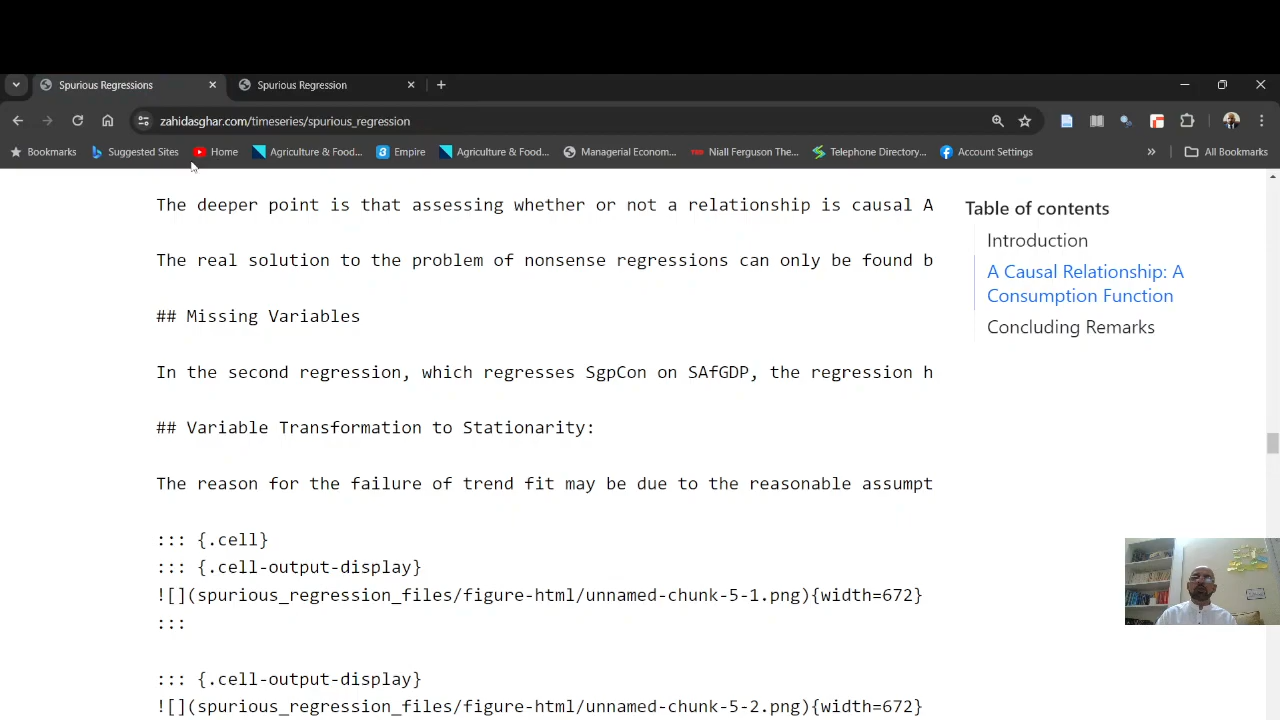 Spurious Regressions
Spurious Regression
zahidasghar.com/timeseries/spurious_regression
Bookmarks
Suggested Sites
Home
Agriculture & Food...
Empire
Agriculture & Food...
Managerial Econom...
Niall Ferguson The...
Telephone Directory...
Account Settings
»
All Bookmarks
The deeper point is that assessing whether or not a relationship is causal A
The real solution to the problem of nonsense regressions can only be found b
## Missing Variables
In the second regression, which regresses SgpCon on SAfGDP, the regression h
## Variable Transformation to Stationarity:
The reason for the failure of trend fit may be due to the reasonable assumpt
::: {.cell}
::: {.cell-output-display}
![](spurious_regression_files/figure-html/unnamed-chunk-5-1.png){width=672}
:::
::: {.cell-output-display}
![](spurious_regression_files/figure-html/unnamed-chunk-5-2.png){width=672}
Table of contents
Introduction
A Causal Relationship: A
Consumption Function
Concluding Remarks